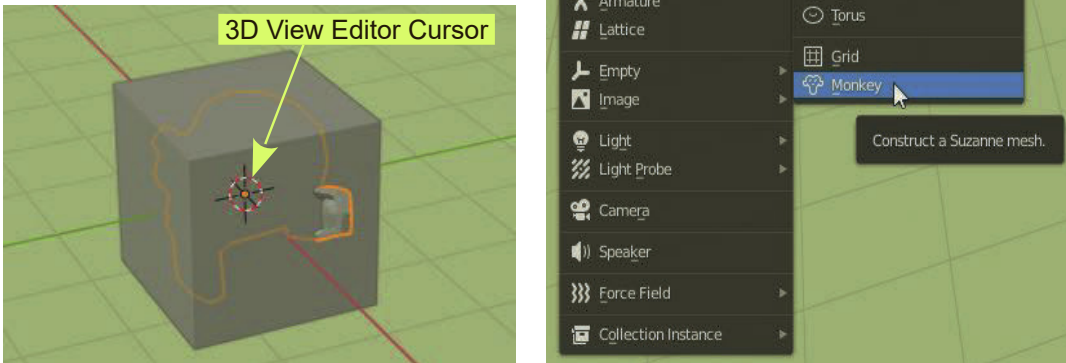 3D View Editor Cursor
Armature
Lattice
Empty
Image
Light
Light Probe
Camera
Speaker
Force Field
Collection Instance
Torus
Grid
Monkey
Construct a Suzanne mesh.